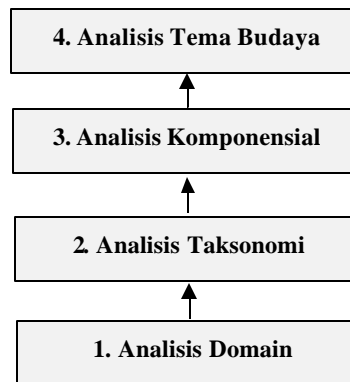 4. Analisis Tema Budaya
3. Analisis Komponensial
2. Analisis Taksonomi
1. Analisis Domain